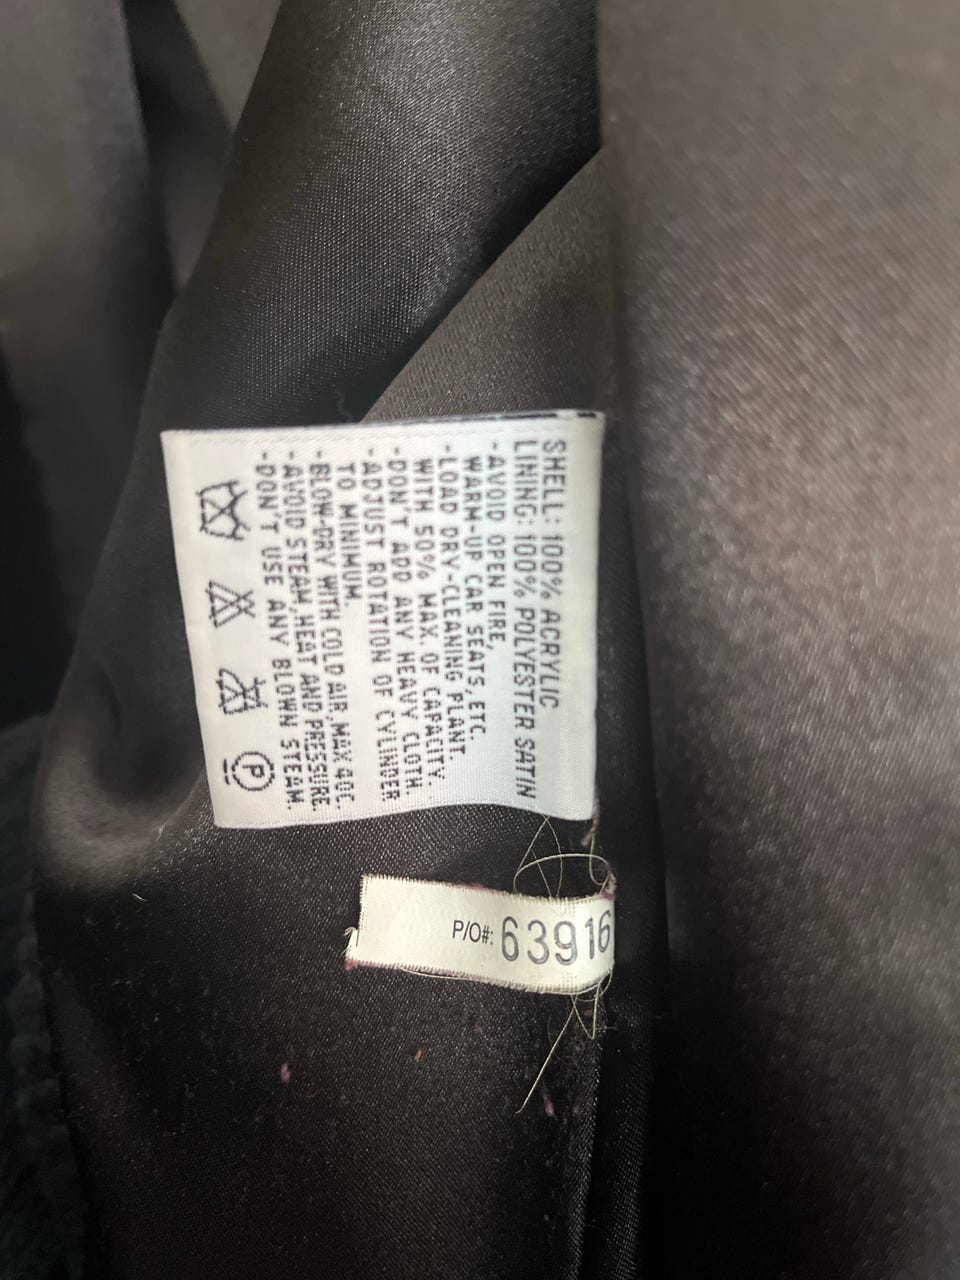 SHELL: 100% ACRYLIC
LINING: 100% POLYESTER SATIN
-AVOID OPEN FIRE,
WARM-UP CAR SEATS,ETC.
-LOAD DRY-CLEANING PLANT.
WITH 50% MAX. OF CAPACITY.
-DON'T ADD ANY HEAVY CLOTH
-ADJUST ROTATION OF CYLINDER
TO MINIMUM.
-BLOW-DRY WITH COLD AIR,MAX 40C.
-AVOID STEAM,HEAT AND PRESSURE.
-DON'T USE ANY BLOWN STEAM.
P
P/O#: 63916